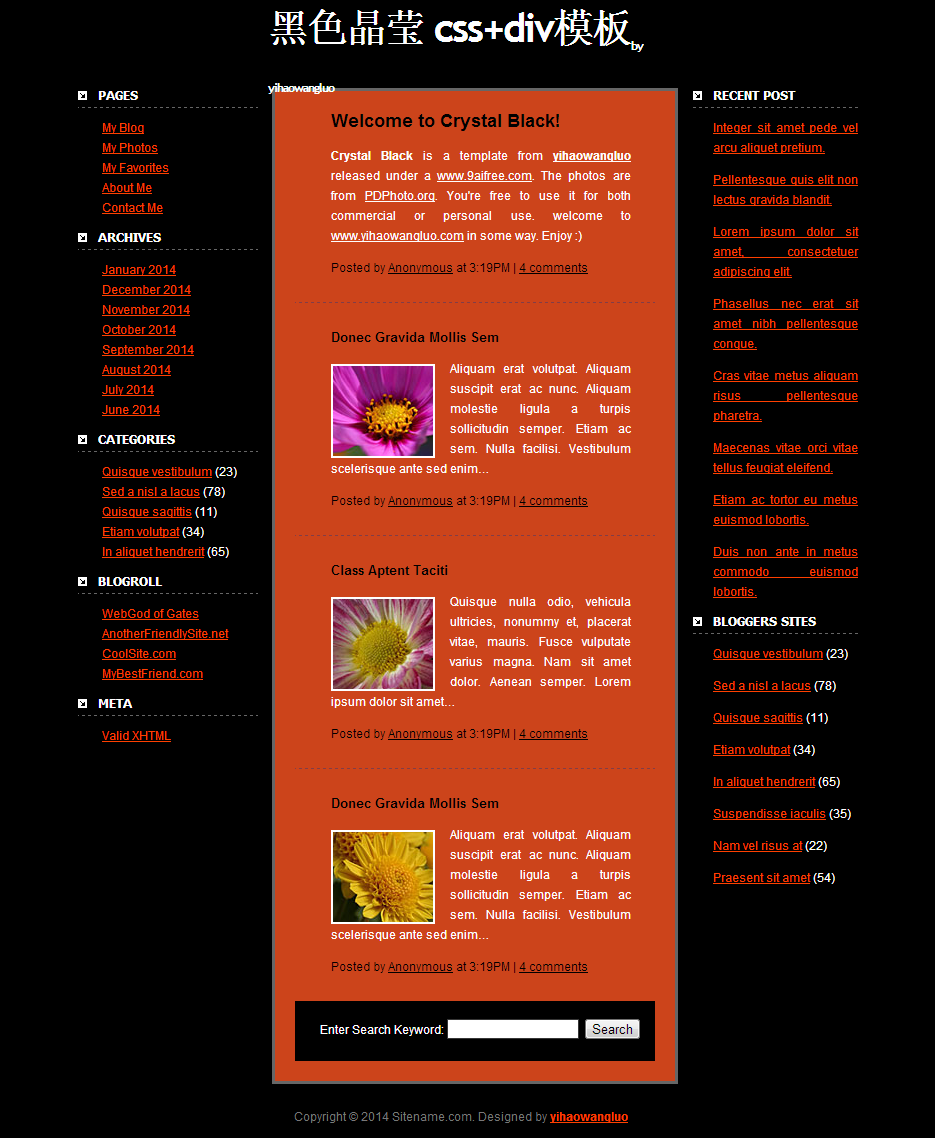 黑色晶莹 css+div模板by
yihaowangluo
PAGES
My Blog
My Photos
My Favorites
About Me
Contact Me
ARCHIVES
January 2014
December 2014
November 2014
October 2014
September 2014
August 2014
July 2014
June 2014
CATEGORIES
Quisque vestibulum (23)
Sed a nisl a lacus (78)
Quisque sagittis (11)
Etiam volutpat (34)
In aliquet hendrerit (65)
BLOGROLL
WebGod of Gates
AnotherFriendlySite.net
CoolSite.com
MyBestFriend.com
META
Valid XHTML
Welcome to Crystal Black!
Crystal Black is a template from yihaowangluo
released under a www.9aifree.com. The photos are
from PDPhoto.org. You're free to use it for both
commercial or personal use. welcome to
www.yihaowangluo.com in some way. Enjoy :)
Posted by Anonymous at 3:19PM | 4 comments
Donec Gravida Mollis Sem
Aliquam erat volutpat. Aliquam
suscipit erat ac nunc. Aliquam
molestie ligula a turpis
sollicitudin semper. Etiam ac
sem. Nulla facilisi. Vestibulum
scelerisque ante sed enim...
Posted by Anonymous at 3:19PM | 4 comments
Class Aptent Taciti
Quisque nulla odio, vehicula
ultricies, nonummy et, placerat
vitae, mauris. Fusce vulputate
varius magna. Nam sit amet
dolor. Aenean semper. Lorem
ipsum dolor sit amet...
Posted by Anonymous at 3:19PM | 4 comments
Donec Gravida Mollis Sem
Aliquam erat volutpat. Aliquam
suscipit erat ac nunc. Aliquam
molestie ligula a turpis
sollicitudin semper. Etiam ac
sem. Nulla facilisi. Vestibulum
scelerisque ante sed enim...
Posted by Anonymous at 3:19PM | 4 comments
Enter Search Keyword: Search
RECENT POST
Integer sit amet pede vel
arcu aliquet pretium.
Pellentesque quis elit non
lectus gravida blandit.
Lorem ipsum dolor sit
amet, consectetuer
adipiscing elit.
Phasellus nec erat sit
amet nibh pellentesque
congue.
Cras vitae metus aliquam
risus pellentesque
pharetra.
Maecenas vitae orci vitae
tellus feugiat eleifend.
Etiam ac tortor eu metus
euismod lobortis.
Duis non ante in metus
commodo euismod
lobortis.
BLOGGERS SITES
Quisque vestibulum (23)
Sed a nisl a lacus (78)
Quisque sagittis (11)
Etiam volutpat (34)
In aliquet hendrerit (65)
Suspendisse iaculis (35)
Nam vel risus at (22)
Praesent sit amet (54)
Copyright © 2014 Sitename.com. Designed by yihaowangluo